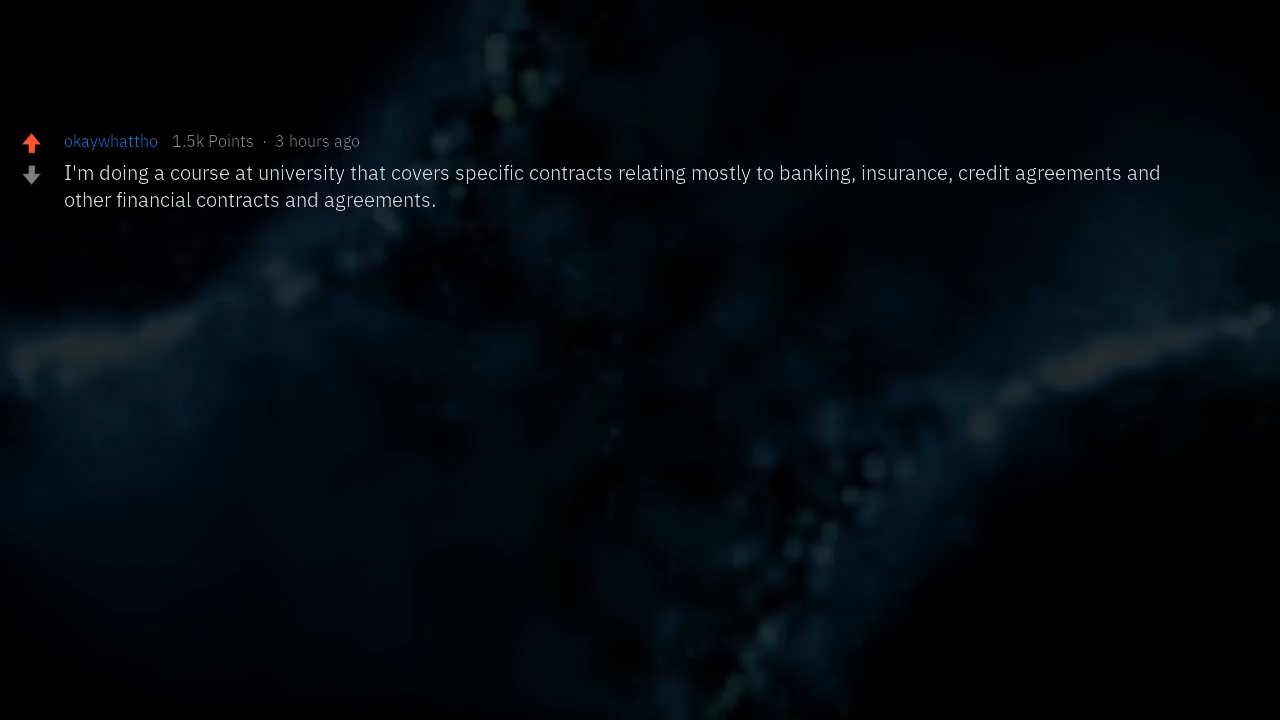 okaywhattho 1.5k Points · 3 hours ago
I'm doing a course at university that covers specific contracts relating mostly to banking, insurance, credit agreements and
other financial contracts and agreements.